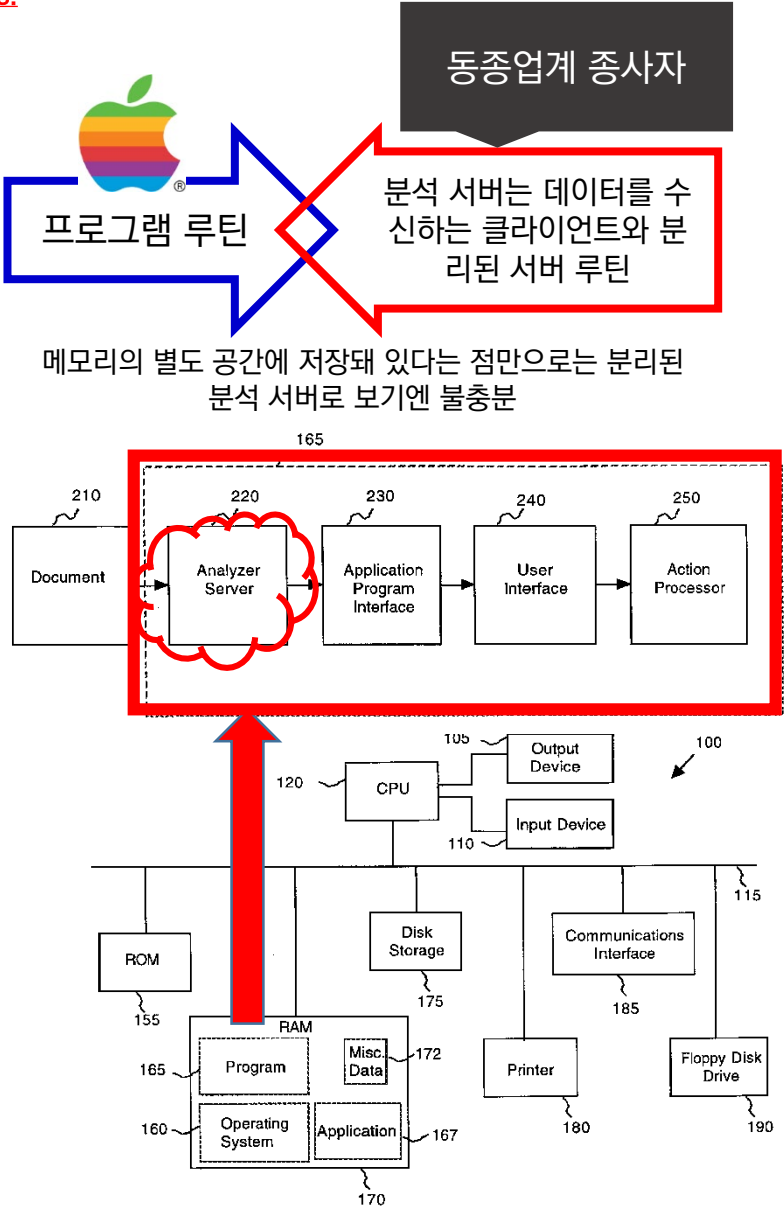 동종업계 종사자
®
프로그램 루틴
분석 서버는 데이터를 수
신하는 클라이언트와 분
리된 서버 루틴
메모리의 별도 공간에 저장돼 있다는 점만으로는 분리된
분석 서버로 보기엔 불충분
165
210
220
230
240
250
Document
Analyzer
Server
Application
Program
Interface
User
Interface
Action
Processor
105
Output
Device
100
120
CPU
Input Device
110
115
ROM
155
Disk
Storage
175
Communications
Interface
185
RAM
165
Program
Misc.
Data
172
160
Operating
System
Application
167
170
Printer
180
Floppy Disk
Drive
190